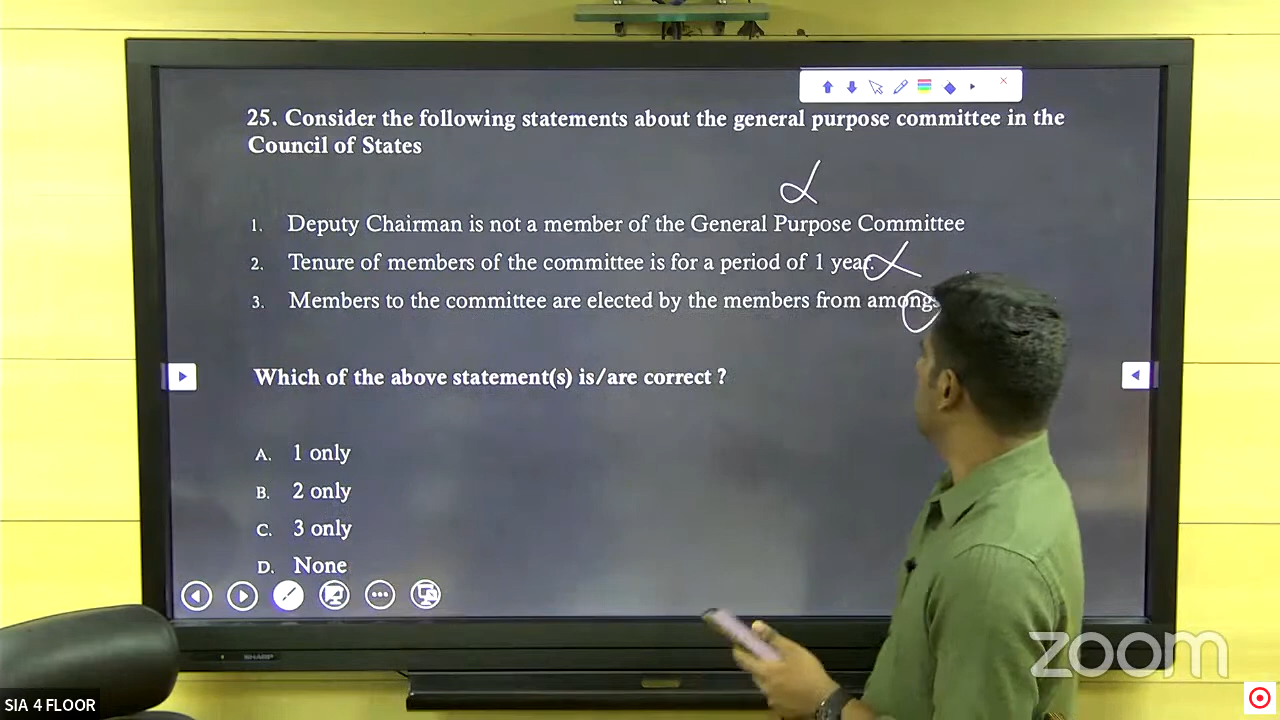 25. Consider the following statements about the general purpose committee in the
Council of States
1. Deputy Chairman is not a member of the General Purpose Committee
2. Tenure of members of the committee is for a period of 1 year.
3. Members to the committee are elected by the members from
Which of the above statement(s) is/are correct ?
A. 1 only
B. 2 only
C. 3 only
D. None
SHARP
zoom
SIA 4 FLOOR